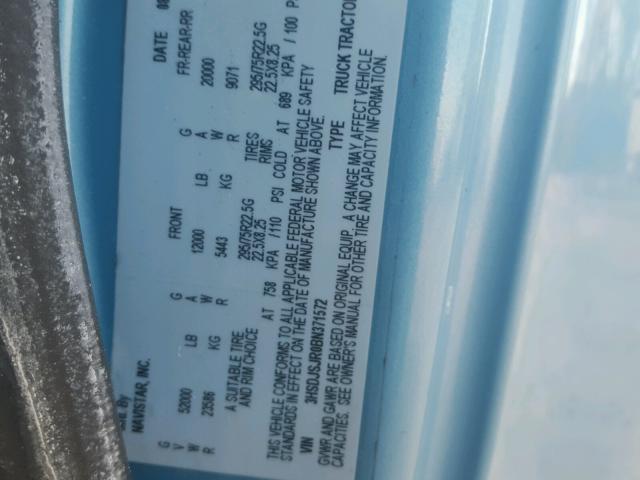 Mfd. By DATE 08
NAVISTAR, INC. FRONT FR-REAR-RR
G 52000 LB G 12000 LB G 20000
V A A
W 23586 KG W 5443 KG W 9071
R R R
A SUITABLE TIRE 295/75R22.5G TIRES 295/75R22.5G
AND RIM CHOICE 22.5X8.25 RIMS 22.5X8.25
AT 758 KPA /110 PSI COLD AT 689 KPA / 100 P
THIS VEHICLE CONFORMS TO ALL APPLICABLE FEDERAL MOTOR VEHICLE SAFETY
STANDARDS IN EFFECT ON THE DATE OF MANUFACTURE SHOWN ABOVE.
VIN 3HSDJSJR0BN371572 TYPE TRUCK TRACTOR
GVWR AND GAWR ARE BASED ON ORIGINAL EQUIP. A CHANGE MAY AFFECT VEHICLE
CAPACITIES. SEE OWNER'S MANUAL FOR OTHER TIRE AND CAPACITY INFORMATION.